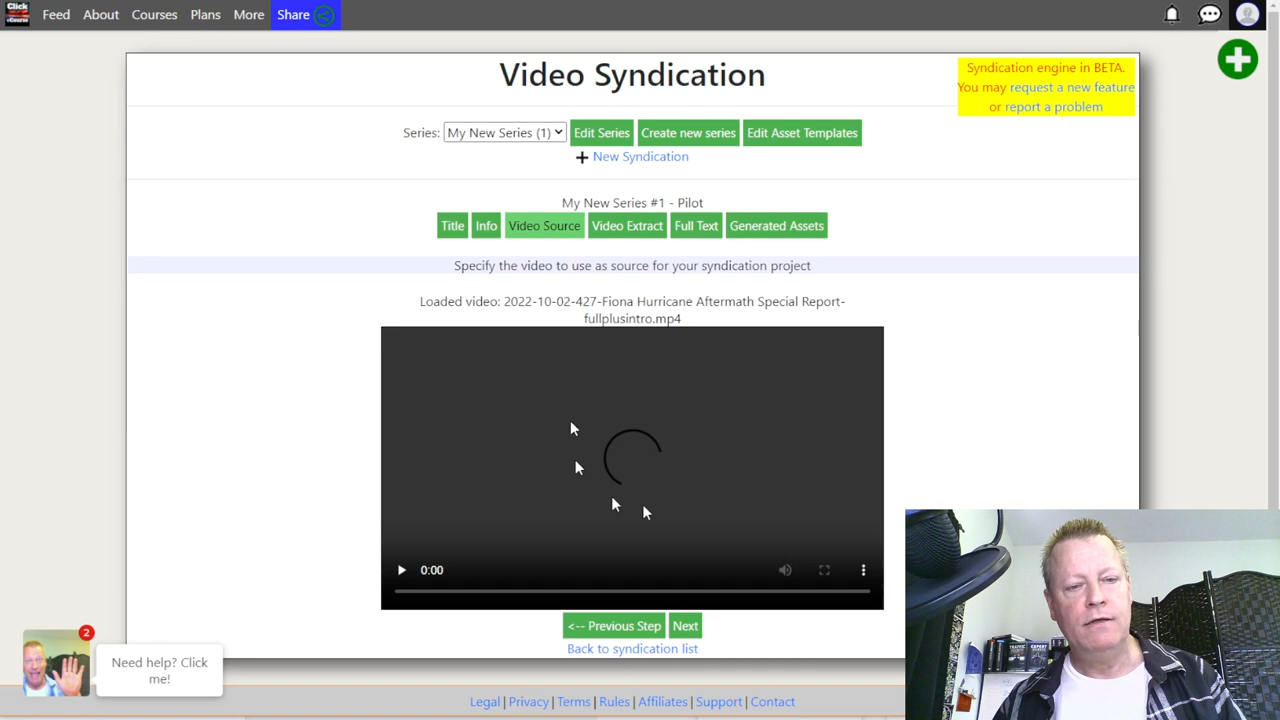 Click
eCourse
Feed About Courses Plans More Share
Video Syndication
Syndication engine in BETA.
You may request a new feature
or report a problem
Series: My New Series (1) Edit Series Create new series Edit Asset Templates
New Syndication
My New Series #1 - Pilot
Title Info Video Source Video Extract Full Text Generated Assets
Specify the video to use as source for your syndication project
Loaded video: 2022-10-02-427-Fiona Hurricane Aftermath Special Report-
fullplusintro.mp4
0:00
<-- Previous Step Next
Back to syndication list
2
Need help? Click
me!
Legal | Privacy | Terms | Rules | Affiliates | Support | Contact
TRAFFIC
EXPERT